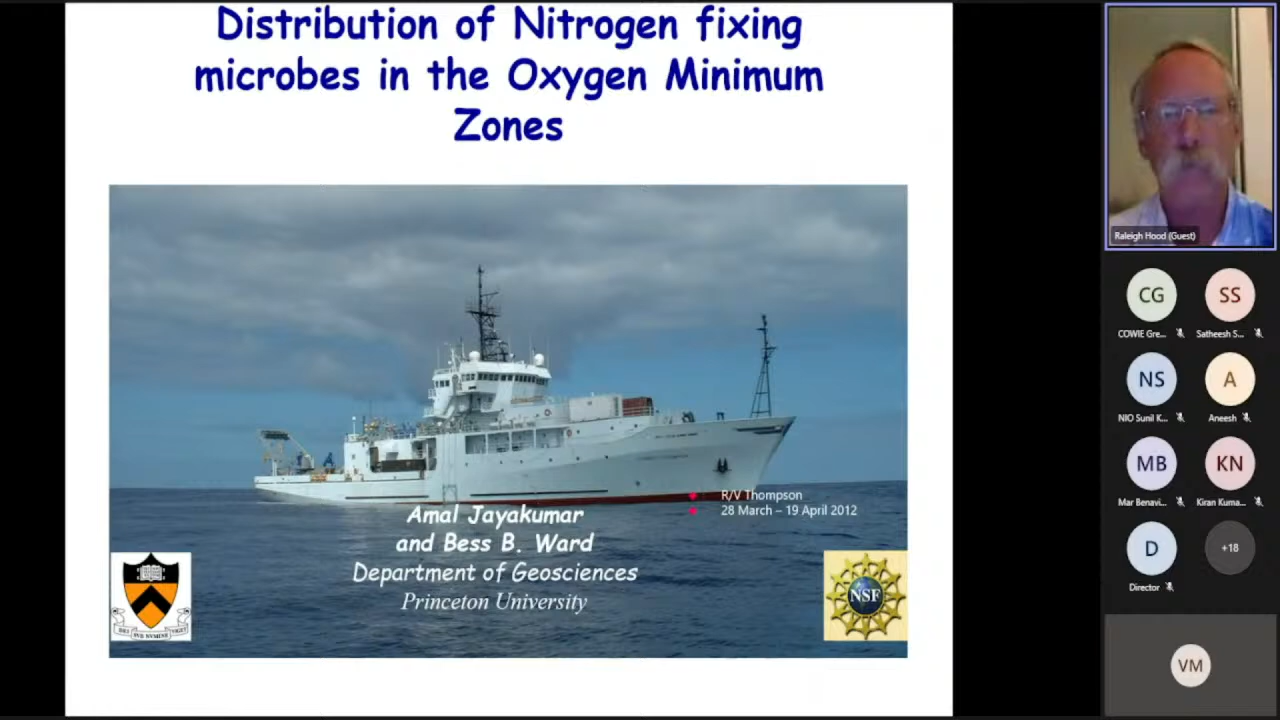 Distribution of Nitrogen fixing
microbes in the Oxygen Minimum
Zones
R/V Thompson
28 March – 19 April 2012
Amal Jayakumar
and Bess B. Ward
Department of Geosciences
Princeton University
NSF
Raleigh Hood (Guest)
CG
SS
COWIE Gre...
Satheesh S...
NS
A
NIO Sunil K...
Aneesh
MB
KN
Mar Benavi...
Kiran Kuma...
D
+18
Director
VM